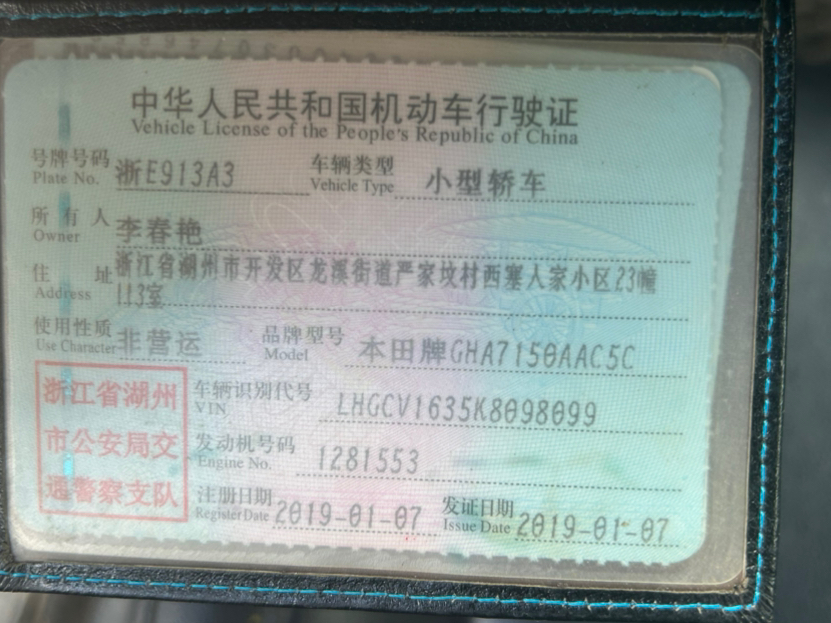 中华人民共和国机动车行驶证
Vehicle License of the People's Republic of China
号牌号码 浙E913A3 车辆类型 小型轿车
Plate No. Vehicle Type
所有人 李春艳
Owner
住址 浙江省湖州市开发区龙溪街道严家坟村西塞人家小区23幢
Address 113室
使用性质 非营运 品牌型号 本田牌GHA7150AAC5C
Use Character Model
浙江省湖州 车辆识别代号 LHGCV1635K8098099
VIN
市公安局交 发动机号码 1281553
Engine No.
通警察支队 注册日期 2019-01-07 发证日期 2019-01-07
Register Date Issue Date